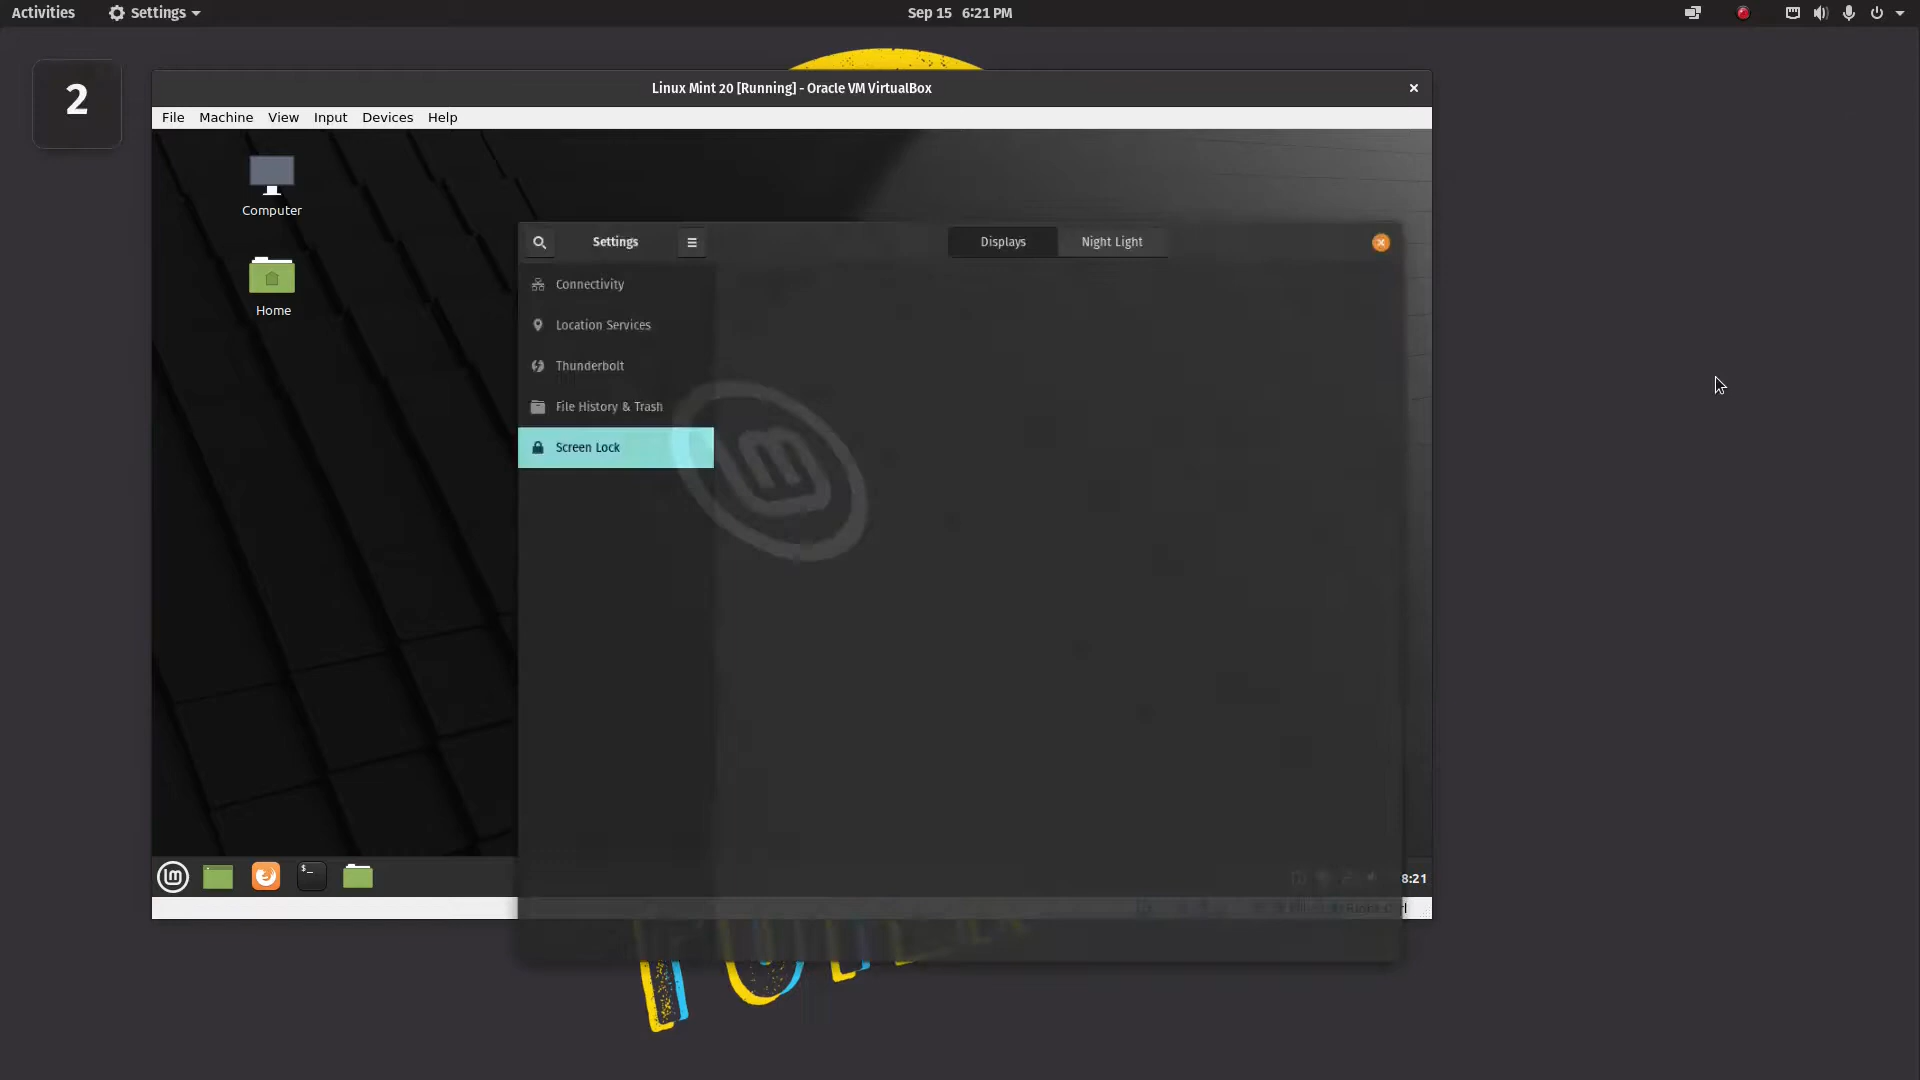 Activities
Settings
Sep 15 6:21 PM
2
Linux Mint 20 [Running] - Oracle VM VirtualBox
File Machine View Input Devices Help
Computer
Home
Settings
Displays
Night Light
Connectivity
Location Services
Thunderbolt
File History & Trash
Screen Lock
$_
8:21